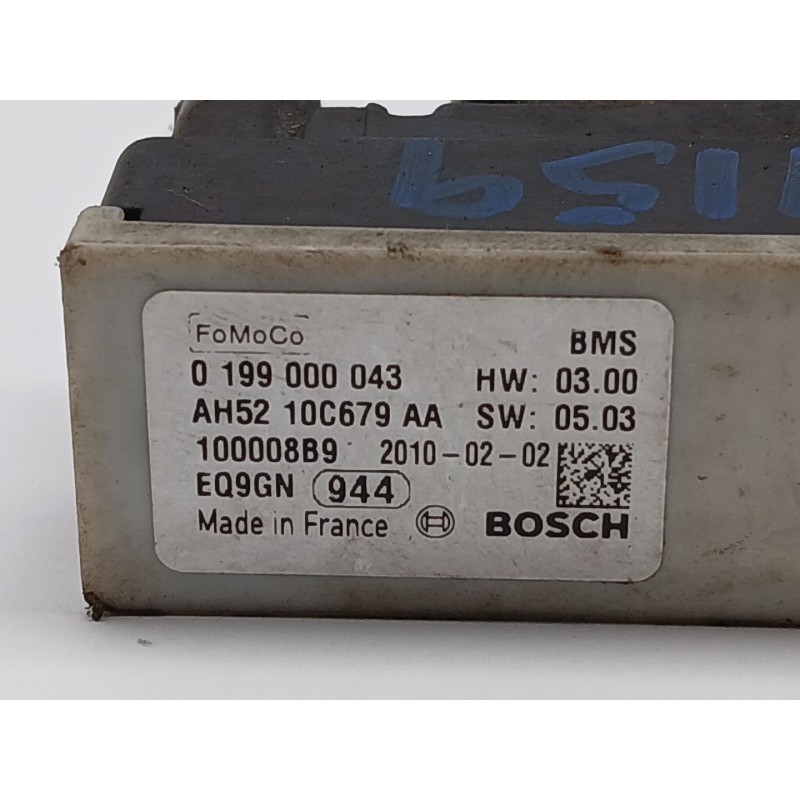 119
FoMoCo BMS
0 199 000 043 HW: 03.00
AH52 10C679 AA SW: 05.03
100008B9 2010-02-02
EQ9GN 944
Made in France BOSCH